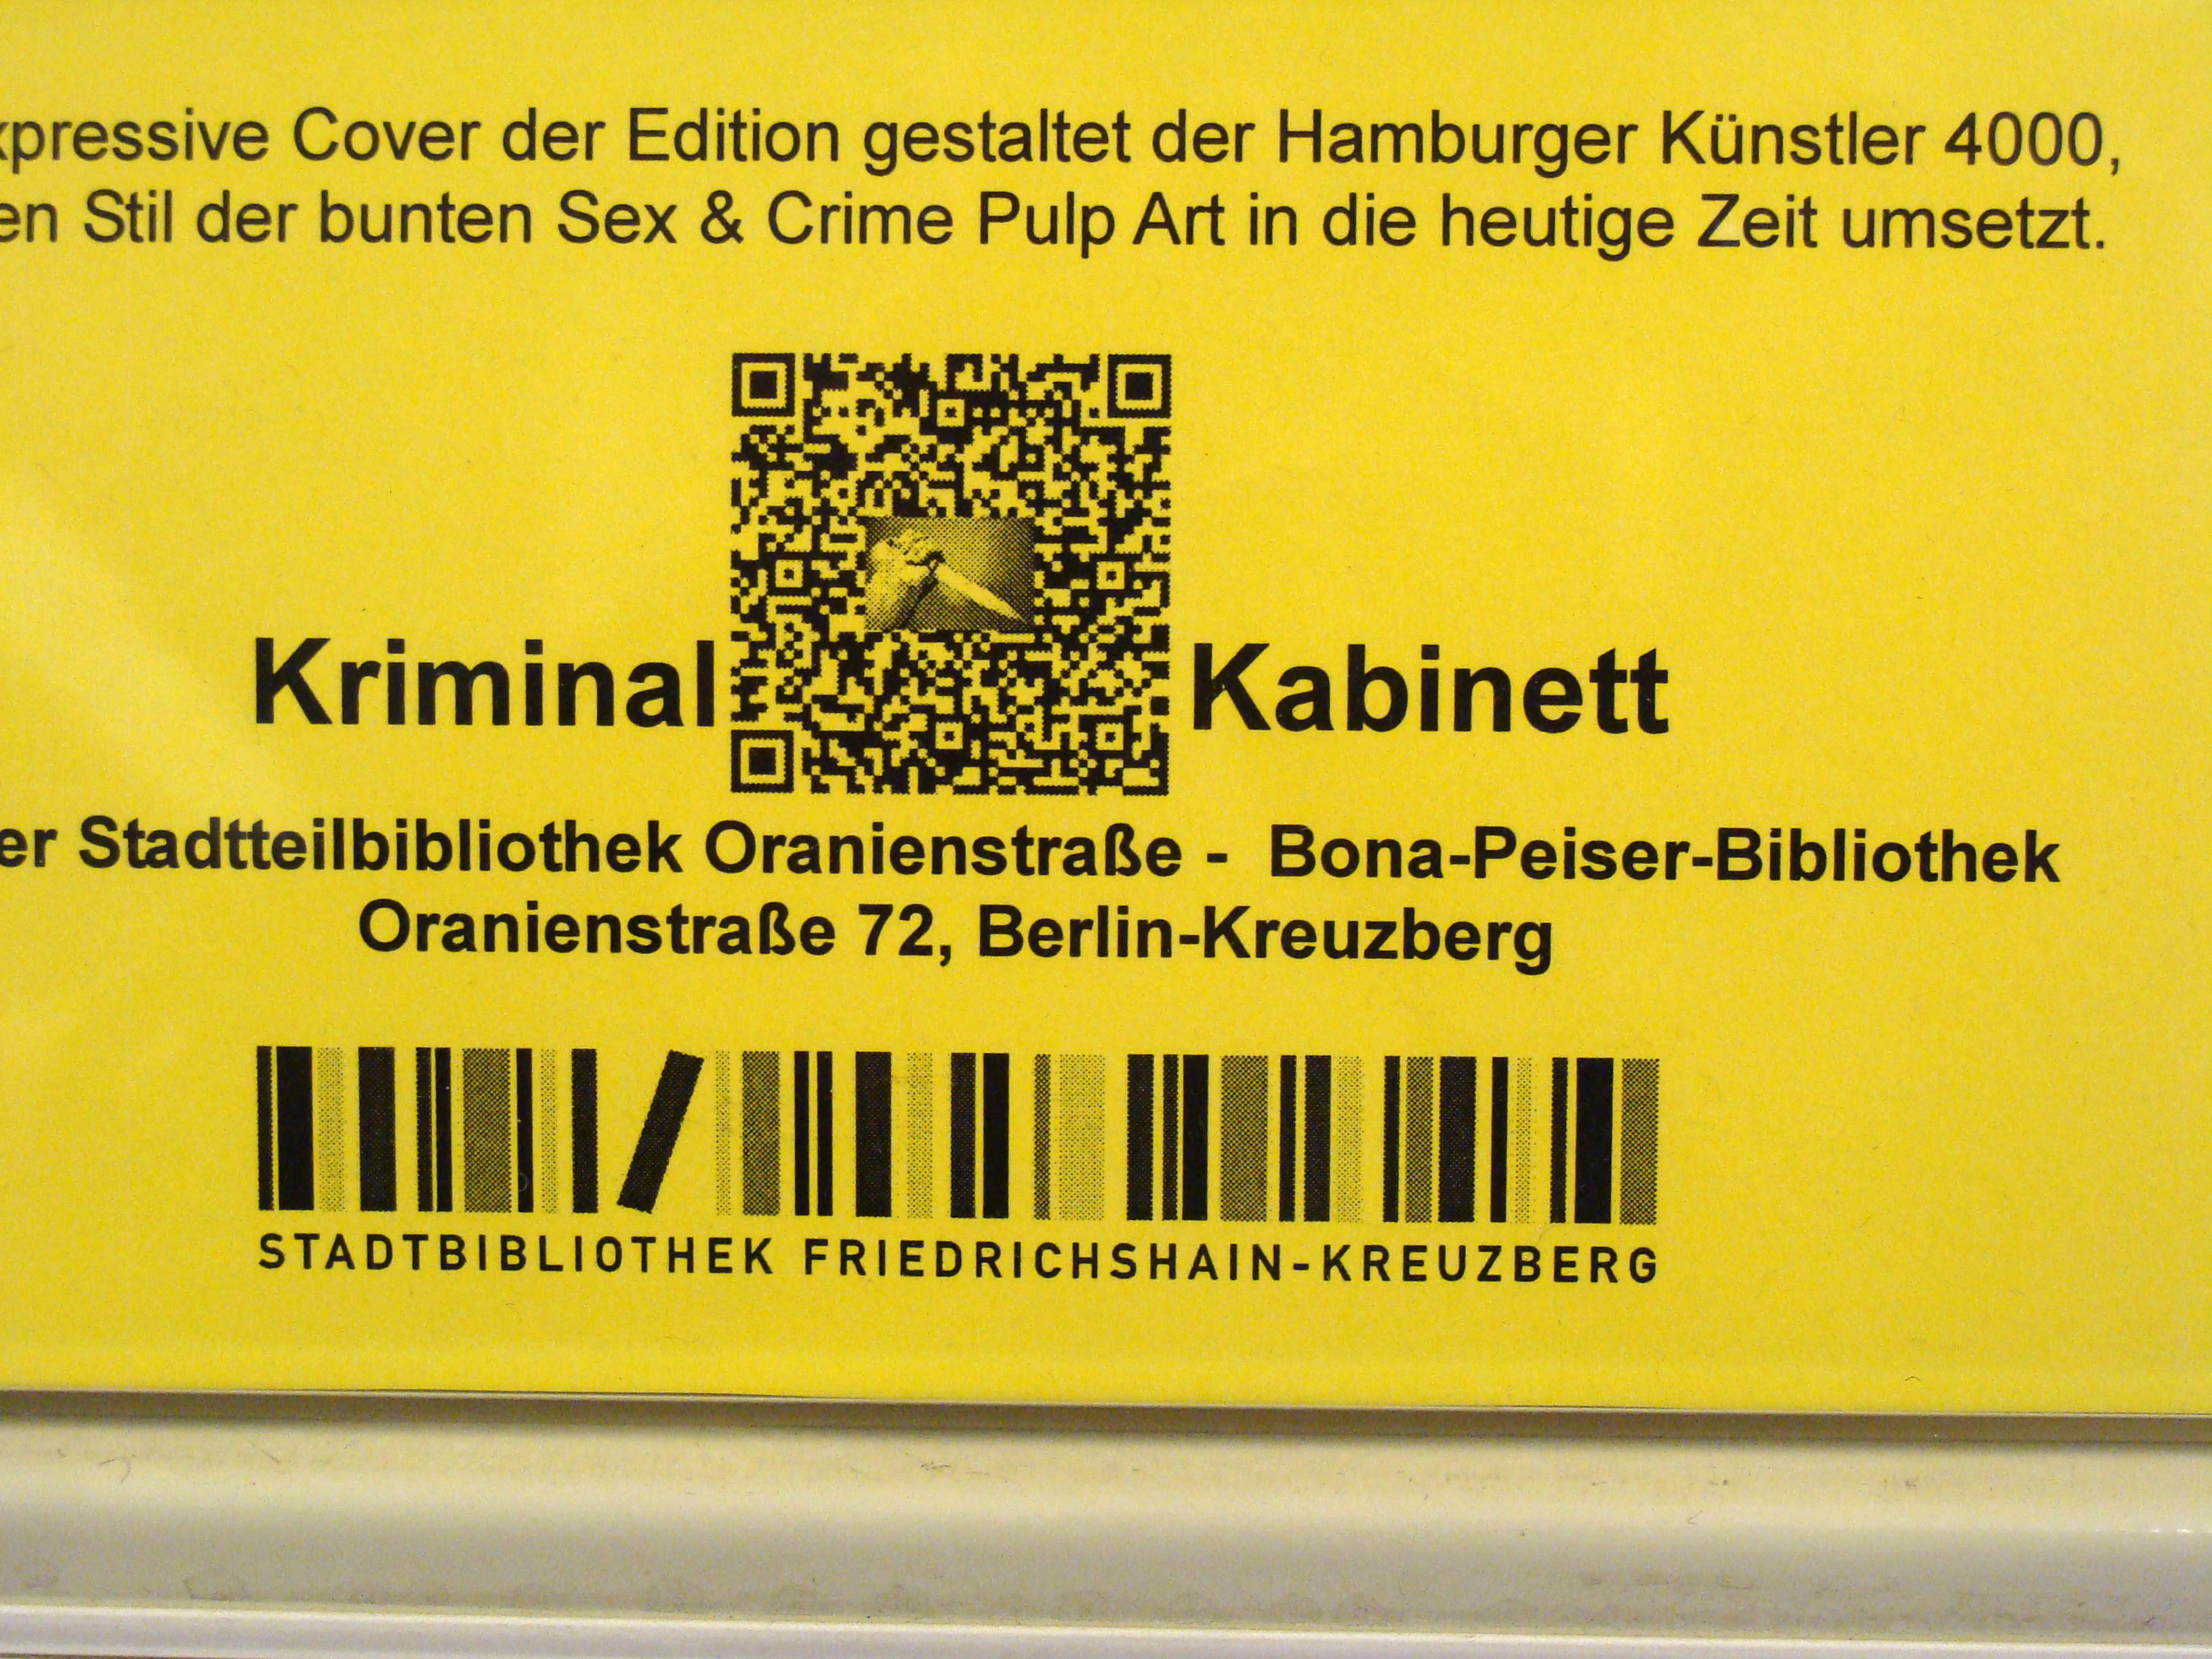 xpressive Cover der Edition gestaltet der Hamburger Künstler 4000,
en Stil der bunten Sex & Crime Pulp Art in die heutige Zeit umsetzt.
Kriminal Kabinett
er Stadtteilbibliothek Oranienstraße - Bona-Peiser-Bibliothek
Oranienstraße 72, Berlin-Kreuzberg
STADTBIBLIOTHEK FRIEDRICHSHAIN-KREUZBERG